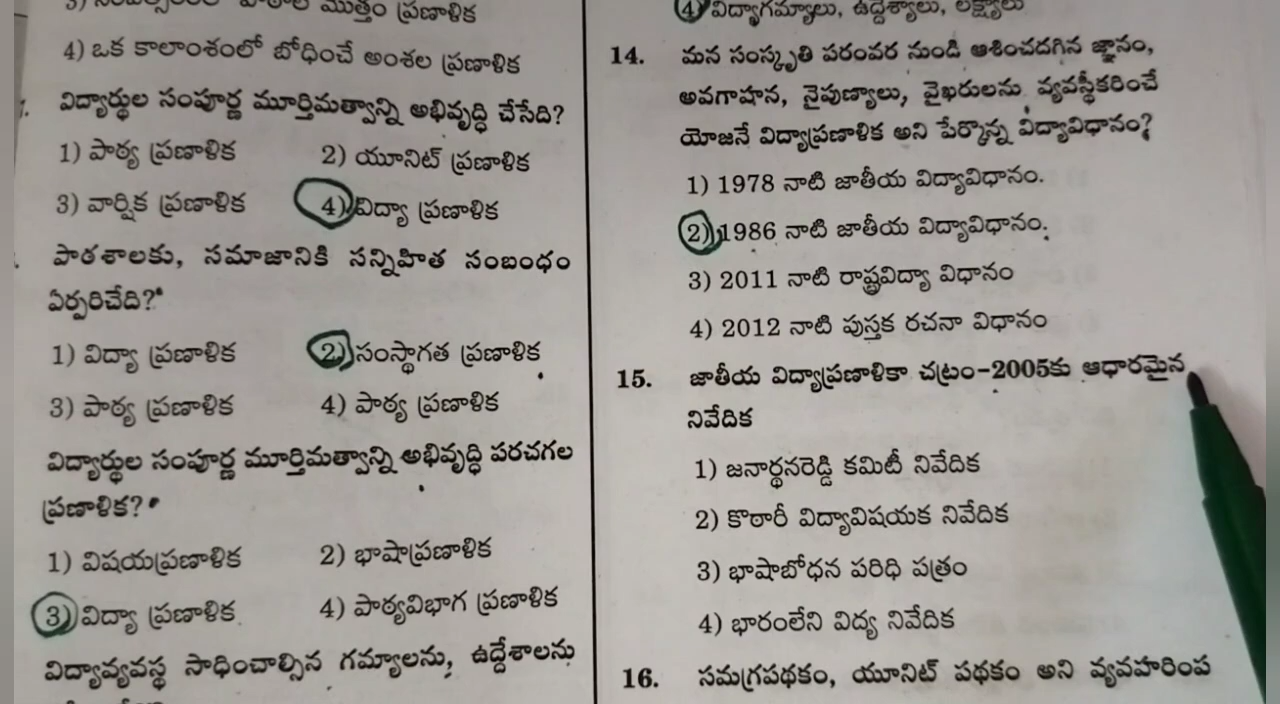 మొత్తం ప్రణాళిక
4) ఒక కాలాంశంలో బోధించే అంశల ప్రణాళిక
విద్యార్థుల సంపూర్ణ మూర్తిమత్వాన్ని అభివృద్ధి చేసేది?
1) పాఠ్య ప్రణాళిక 2) యూనిట్ ప్రణాళిక
3) వార్షిక ప్రణాళిక 4) విద్యా ప్రణాళిక
పాఠశాలకు, సమాజానికి సన్నిహిత సంబంధం
ఏర్పరిచేది?
1) విద్యా ప్రణాళిక 2) సంస్థాగత ప్రణాళిక
3) పాఠ్య ప్రణాళిక 4) పాఠ్య ప్రణాళిక
విద్యార్థుల సంపూర్ణ మూర్తిమత్వాన్ని అభివృద్ధి పరచగల
ప్రణాళిక?
1) విషయప్రణాళిక 2) భాషాప్రణాళిక
3) విద్యా ప్రణాళిక 4) పాఠ్యవిభాగ ప్రణాళిక
విద్యావ్యవస్థ సాధించాల్సిన గమ్యాలను, ఉద్దేశాలను
4) విద్యాగమ్యాలు, ఉద్దేశ్యాలు, లక్ష్యాలు
14. మన సంస్కృతి పరంవర నుండి ఆశించదగిన జ్ఞానం,
అవగాహన, నైపుణ్యాలు, వైఖరులను వ్యవస్థీకరించే
యోజనే విద్యాప్రణాళిక అని పేర్కొన్న విద్యావిధానం?
1) 1978 నాటి జాతీయ విద్యావిధానం.
2) 1986 నాటి జాతీయ విద్యావిధానం.
3) 2011 నాటి రాష్ట్రవిద్యా విధానం
4) 2012 నాటి పుస్తక రచనా విధానం
15. జాతీయ విద్యాప్రణాళికా చట్రం-2005కు ఆధారమైన
నివేదిక
1) జనార్థనరెడ్డి కమిటీ నివేదిక
2) కొఠారీ విద్యావిషయక నివేదిక
3) భాషాబోధన పరిధి పత్రం
4) భారంలేని విద్య నివేదిక
16. సమగ్రపథకం, యూనిట్ పథకం అని వ్యవహరింప